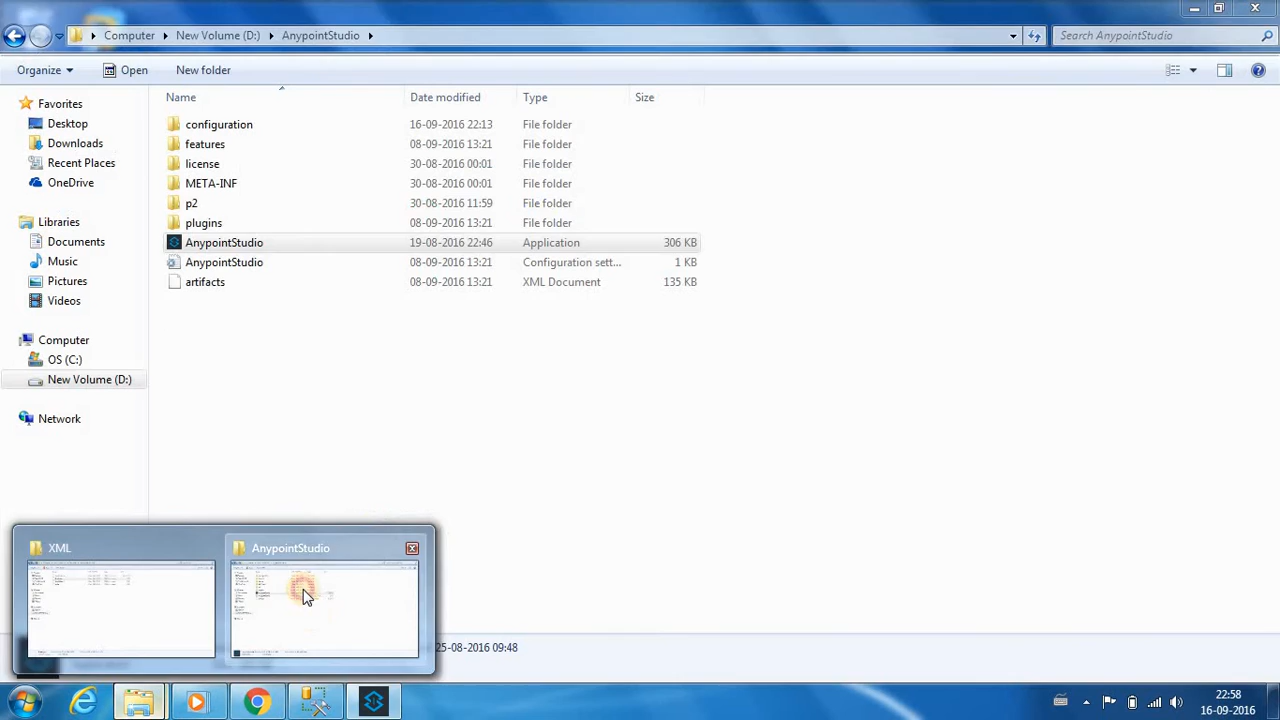 Computer New Volume (D:) AnypointStudio Search AnypointStudio
Organize Open New folder
Name Date modified Type Size
Favorites
Desktop
Downloads
Recent Places
OneDrive
Libraries
Documents
Music
Pictures
Videos
Computer
OS (C:)
New Volume (D:)
Network
configuration 16-09-2016 22:13 File folder
features 08-09-2016 13:21 File folder
license 30-08-2016 00:01 File folder
META-INF 30-08-2016 00:01 File folder
p2 30-08-2016 11:59 File folder
plugins 08-09-2016 13:21 File folder
AnypointStudio 19-08-2016 22:46 Application 306 KB
AnypointStudio 08-09-2016 13:21 Configuration sett... 1 KB
artifacts 08-09-2016 13:21 XML Document 135 KB
XML AnypointStudio
25-08-2016 09:48
22:58
16-09-2016